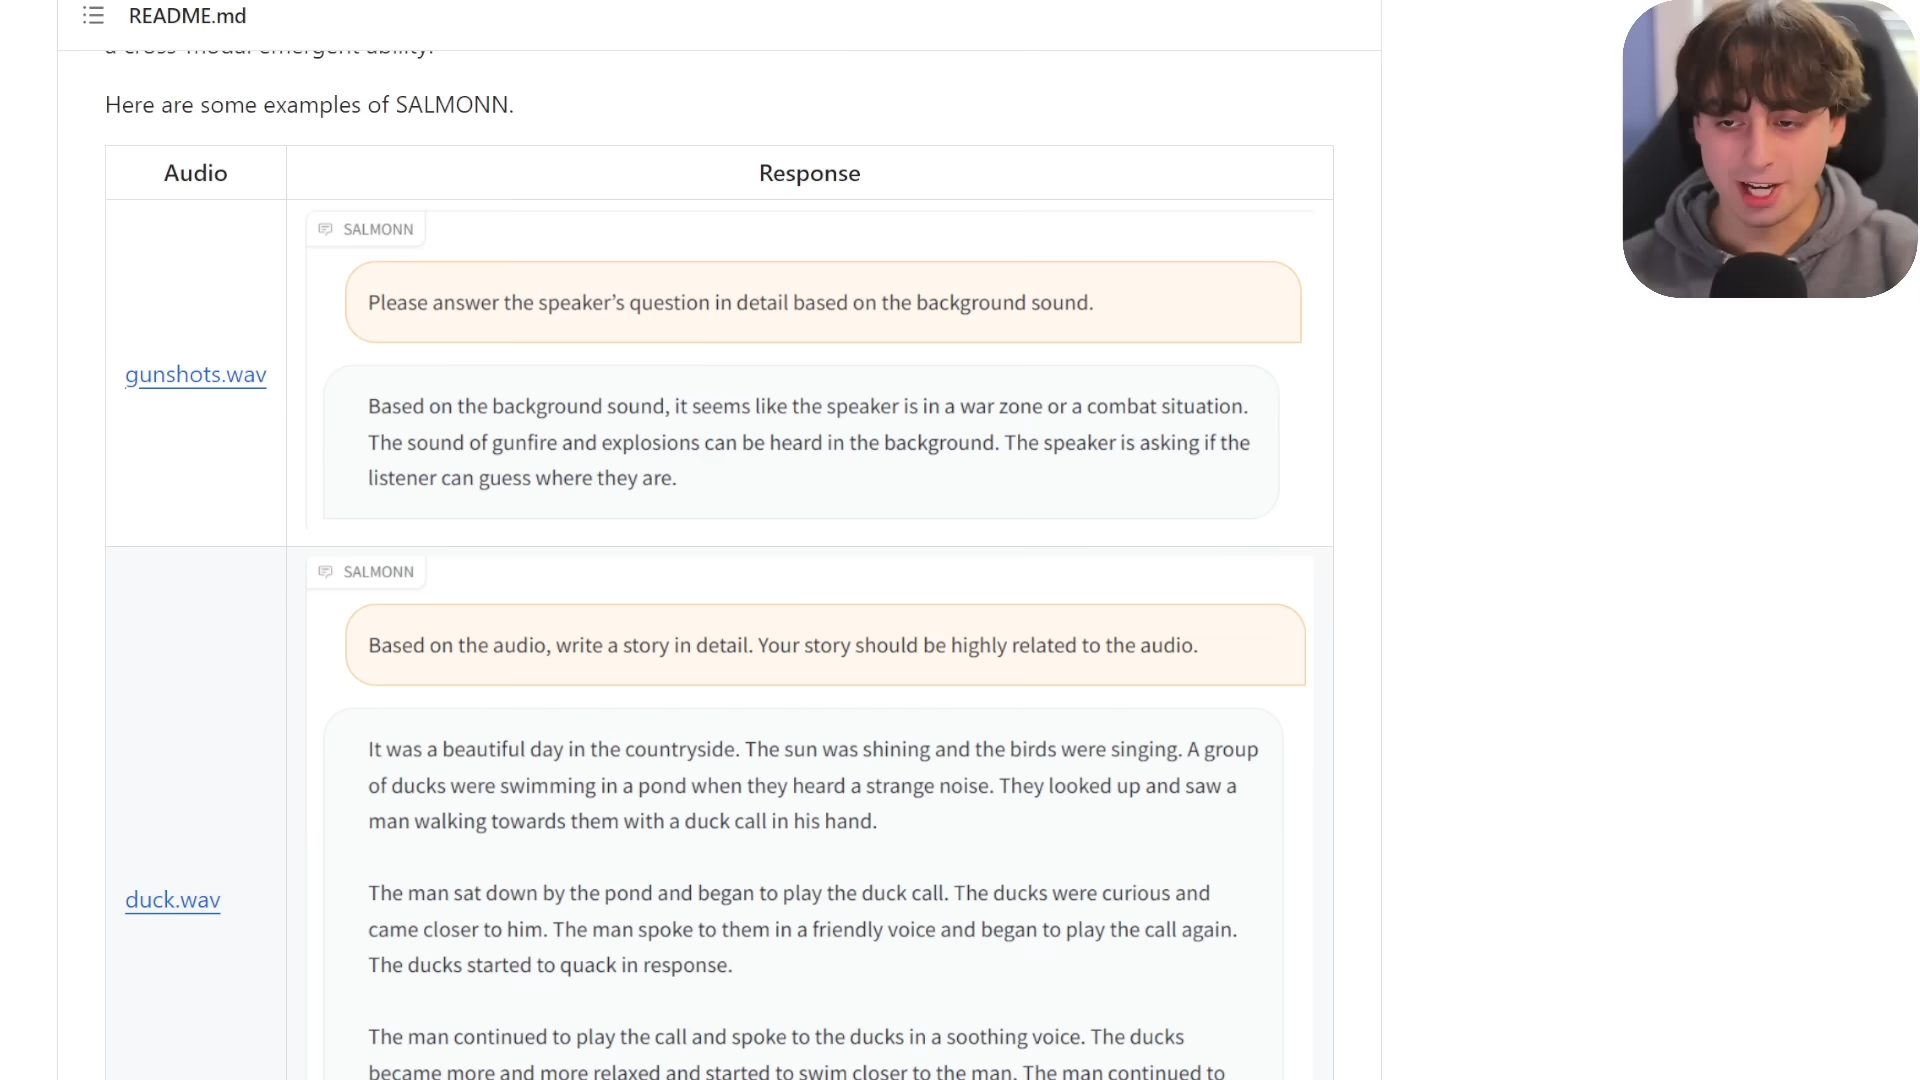 README.md
a cross-modal emergent ability.
Here are some examples of SALMONN.
Audio
Response
SALMONN
Please answer the speaker’s question in detail based on the background sound.
gunshots.wav
Based on the background sound, it seems like the speaker is in a war zone or a combat situation.
The sound of gunfire and explosions can be heard in the background. The speaker is asking if the
listener can guess where they are.
SALMONN
Based on the audio, write a story in detail. Your story should be highly related to the audio.
duck.wav
It was a beautiful day in the countryside. The sun was shining and the birds were singing. A group
of ducks were swimming in a pond when they heard a strange noise. They looked up and saw a
man walking towards them with a duck call in his hand.
The man sat down by the pond and began to play the duck call. The ducks were curious and
came closer to him. The man spoke to them in a friendly voice and began to play the call again.
The ducks started to quack in response.
The man continued to play the call and spoke to the ducks in a soothing voice. The ducks
became more and more relaxed and started to swim closer to the man. The man continued to